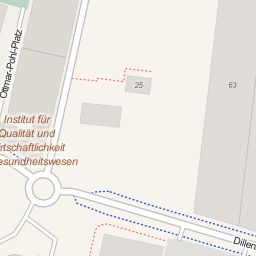 Ottmar-Pohl-Platz
25
63
Institut für
Qualität und
rtschaftlichkeit
esundheitswesen
Dillen